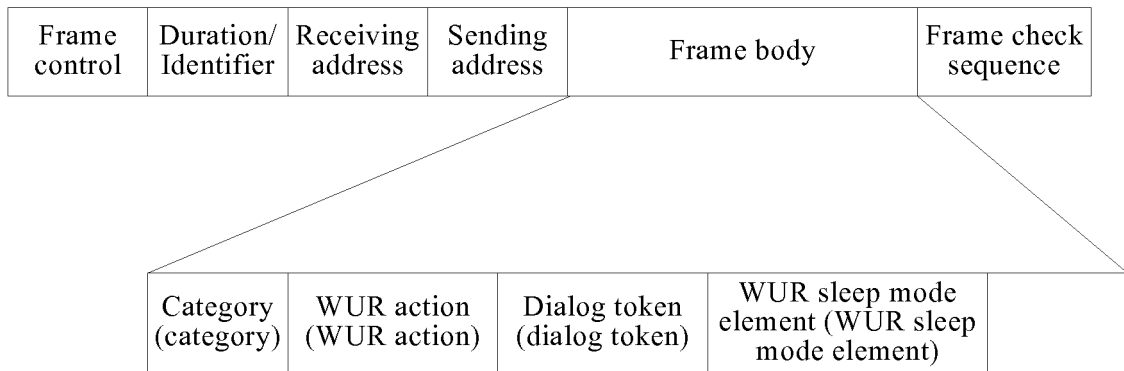 Frame
control
Duration/
Identifier
Receiving
address
Sending
address
Frame body
Frame check
sequence
Category
(category)
WUR action
(WUR action)
Dialog token
(dialog token)
WUR sleep mode
element (WUR sleep
mode element)